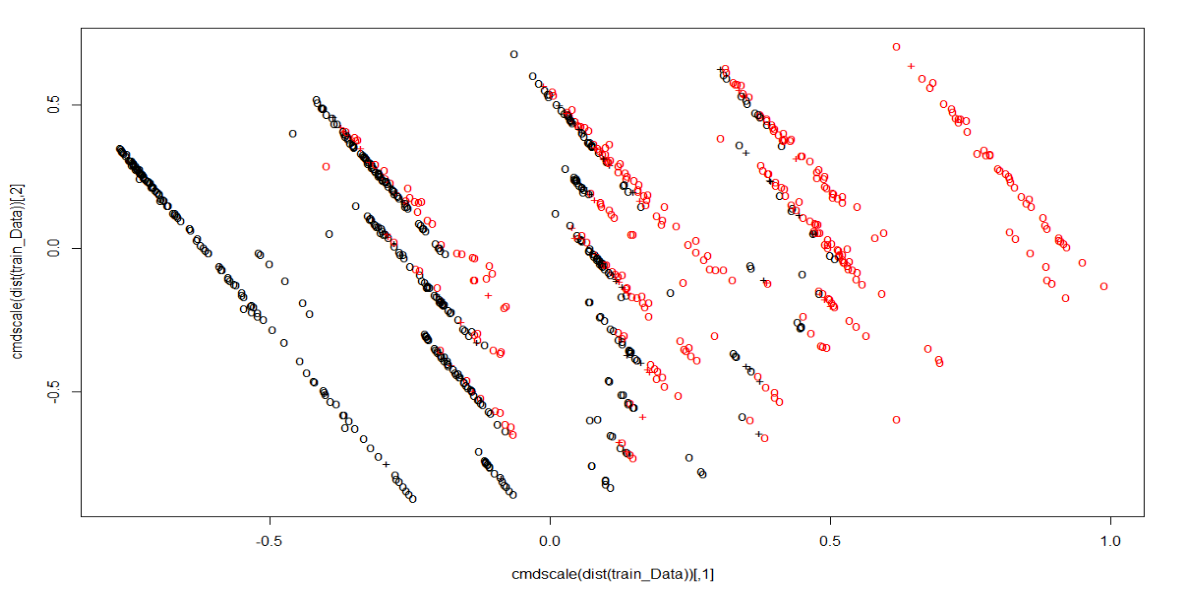 0.5
0.0
-0.5
cmdscale(dist(train_Data))[,2]
-0.5 0.0 0.5 1.0
cmdscale(dist(train_Data))[,1]